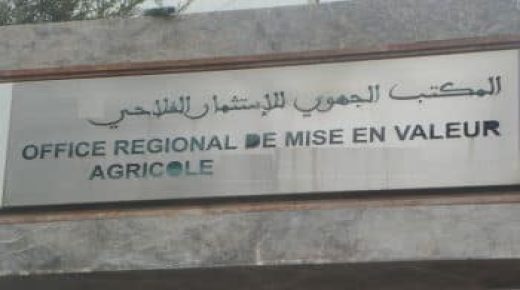 المكتب الجهوي للإستثمار الفلاحي
OFFICE REGIONAL DE MISE EN VALEUR
AGRICOLE